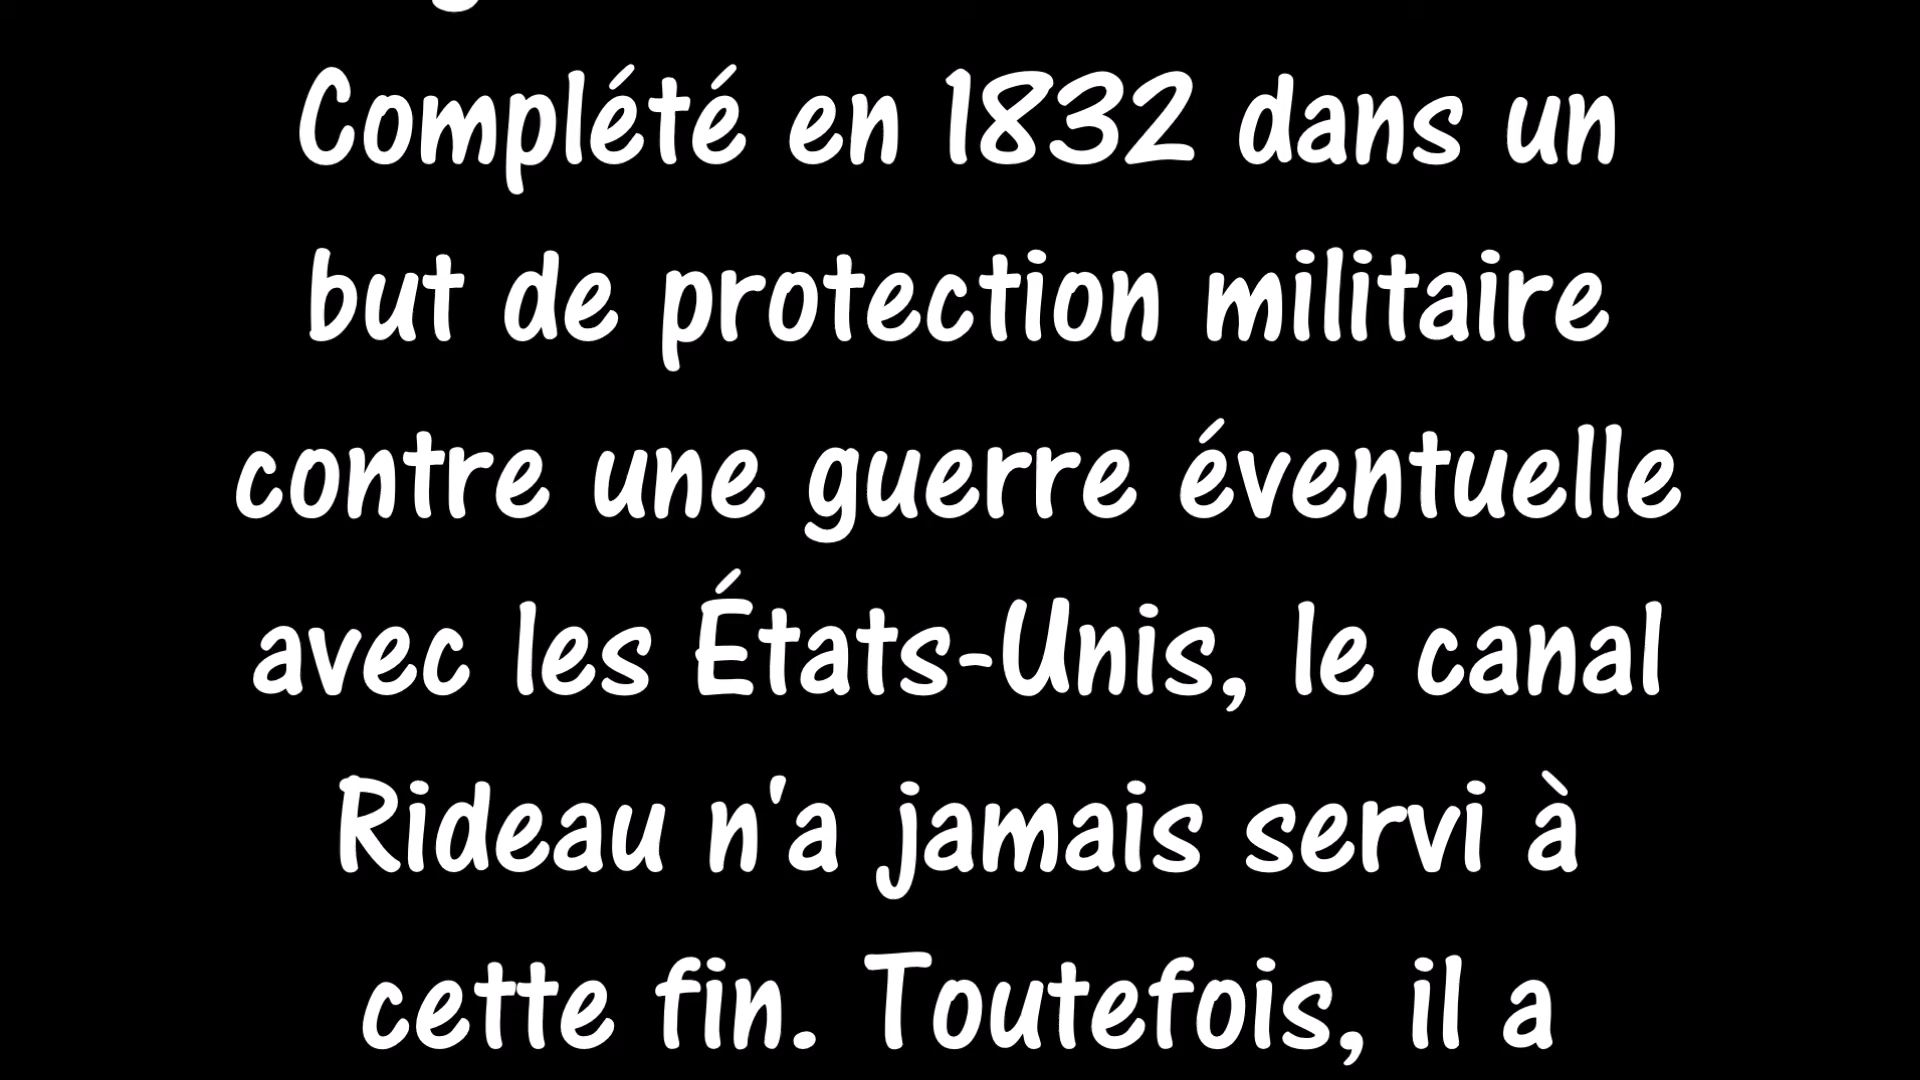 Complété en 1832 dans un
but de protection militaire
contre une guerre éventuelle
avec les États-Unis, le canal
Rideau n'a jamais servi à
cette fin. Toutefois, il a